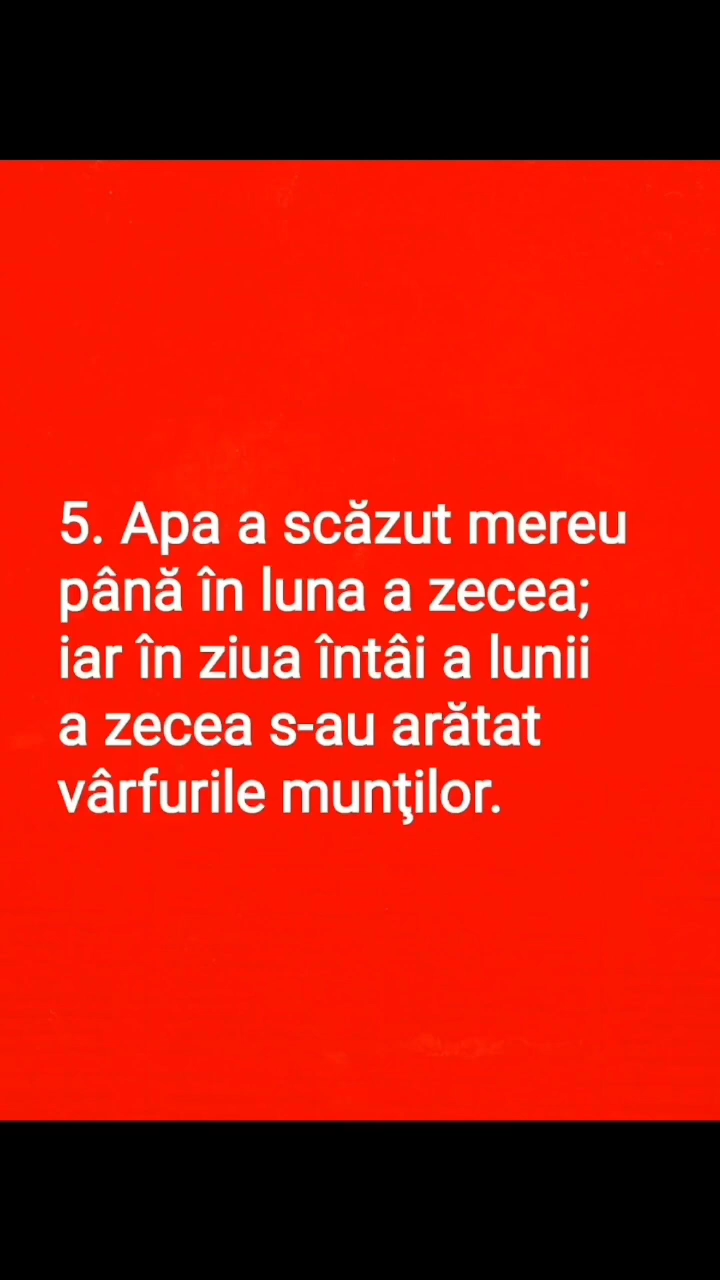 5. Apa a scăzut mereu
până în luna a zecea;
iar în ziua întâi a lunii
a zecea s-au arătat
vârfurile munţilor.